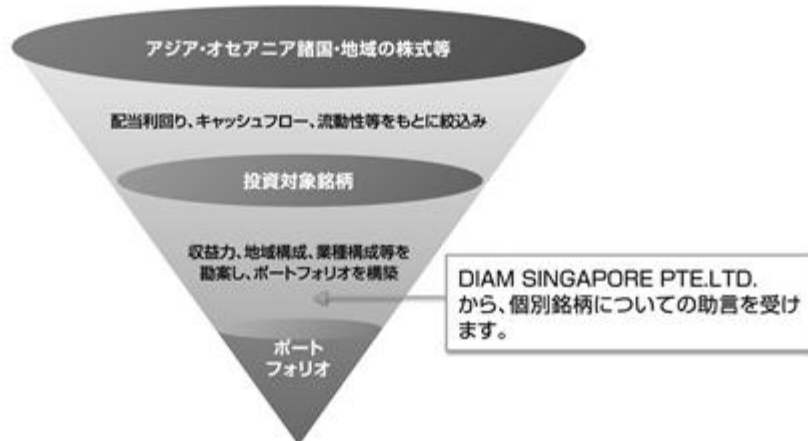 アジア・オセアニア諸国・地域の株式等
配当利回り、キャッシュフロー、流動性等をもとに絞込み
投資対象銘柄
収益力、地域構成、業種構成等を
勘案し、ポートフォリオを構築
DIAM SINGAPORE PTE.LTD.
から、個別銘柄についての助言を受け
ます。
ポート
フォリオ